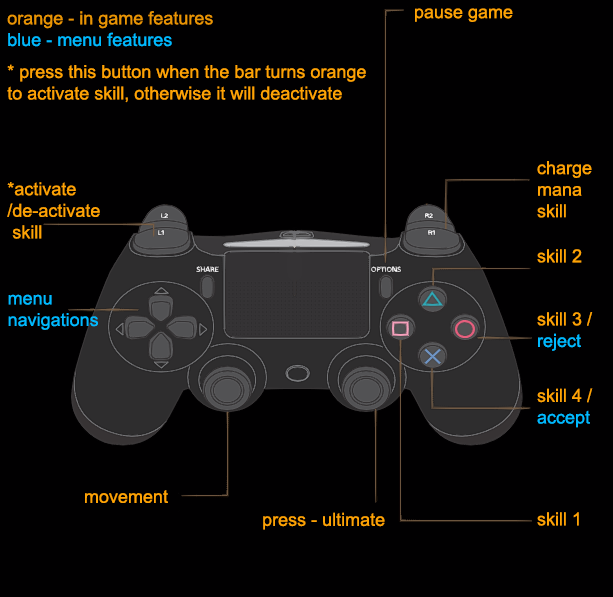 orange - in game features
blue - menu features
* press this button when the bar turns orange
to activate skill, otherwise it will deactivate
pause game
*activate
/de-activate
skill
L2
L1
R2
R1
charge
mana
skill
SHARE
OPTIONS
skill 2
menu
navigations
skill 3 /
reject
skill 4 /
accept
movement
press - ultimate
skill 1